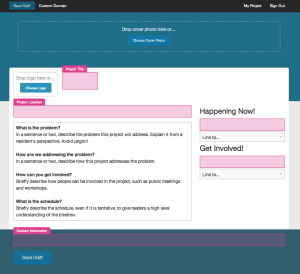 Save Draft Custom Domain My Project Sign Out
Drop cover photo here or...
Choose Cover Photo
Project Title
Drop logo here or...
Choose Logo
Project Location
Happening Now!
Link to...
Get Involved!
Link to...
What is the problem?
In a sentence or two, describe the problem this project will address. Explain it from a
resident's perspective. Avoid jargon!
How are we addressing the problem?
In a sentence or two, describe how this project addresses the problem.
How can you get involved?
Briefly describe how people can be involved in the project, such as public meetings
and workshops.
What is the schedule?
Briefly describe the schedule, even if it is tentative, to give readers a high level
understanding of the timeline.
Contact Information
Save Draft